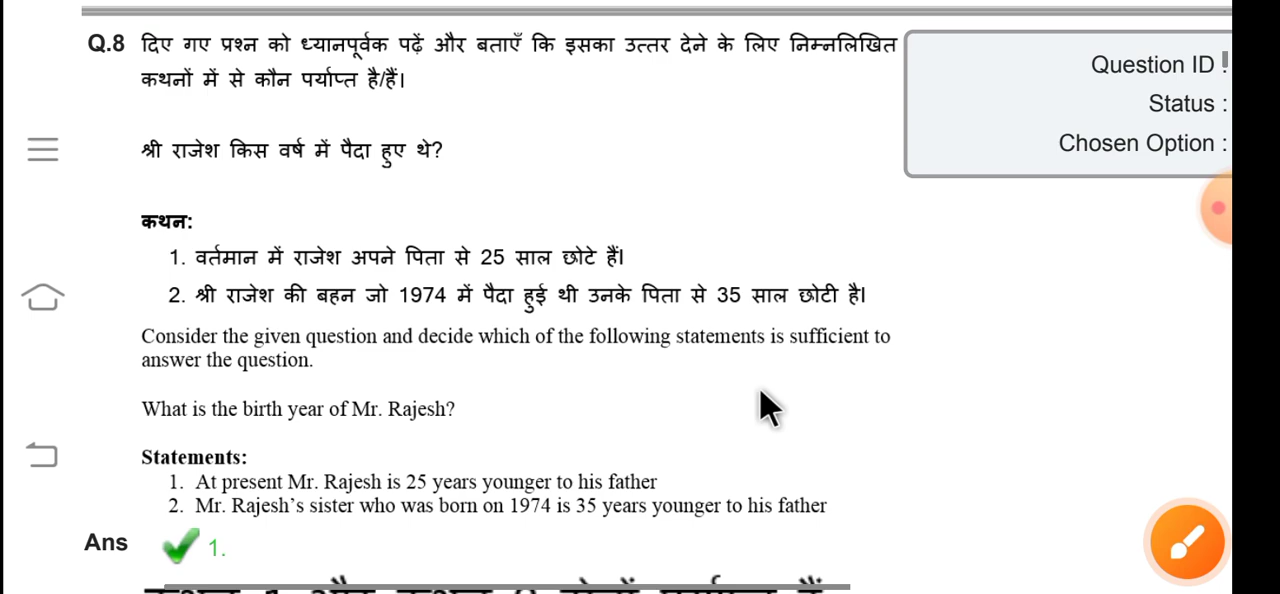 Q.8 दिए गए प्रश्न को ध्यानपूर्वक पढ़ें और बताएँ कि इसका उत्तर देने के लिए निम्नलिखित
कथनों में से कौन पर्याप्त है/हैं।
Question ID :
Status :
Chosen Option :
श्री राजेश किस वर्ष में पैदा हुए थे?
कथन:
1. वर्तमान में राजेश अपने पिता से 25 साल छोटे हैं।
2. श्री राजेश की बहन जो 1974 में पैदा हुई थी उनके पिता से 35 साल छोटी है।
Consider the given question and decide which of the following statements is sufficient to
answer the question.
What is the birth year of Mr. Rajesh?
Statements:
1. At present Mr. Rajesh is 25 years younger to his father
2. Mr. Rajesh's sister who was born on 1974 is 35 years younger to his father
Ans 1.